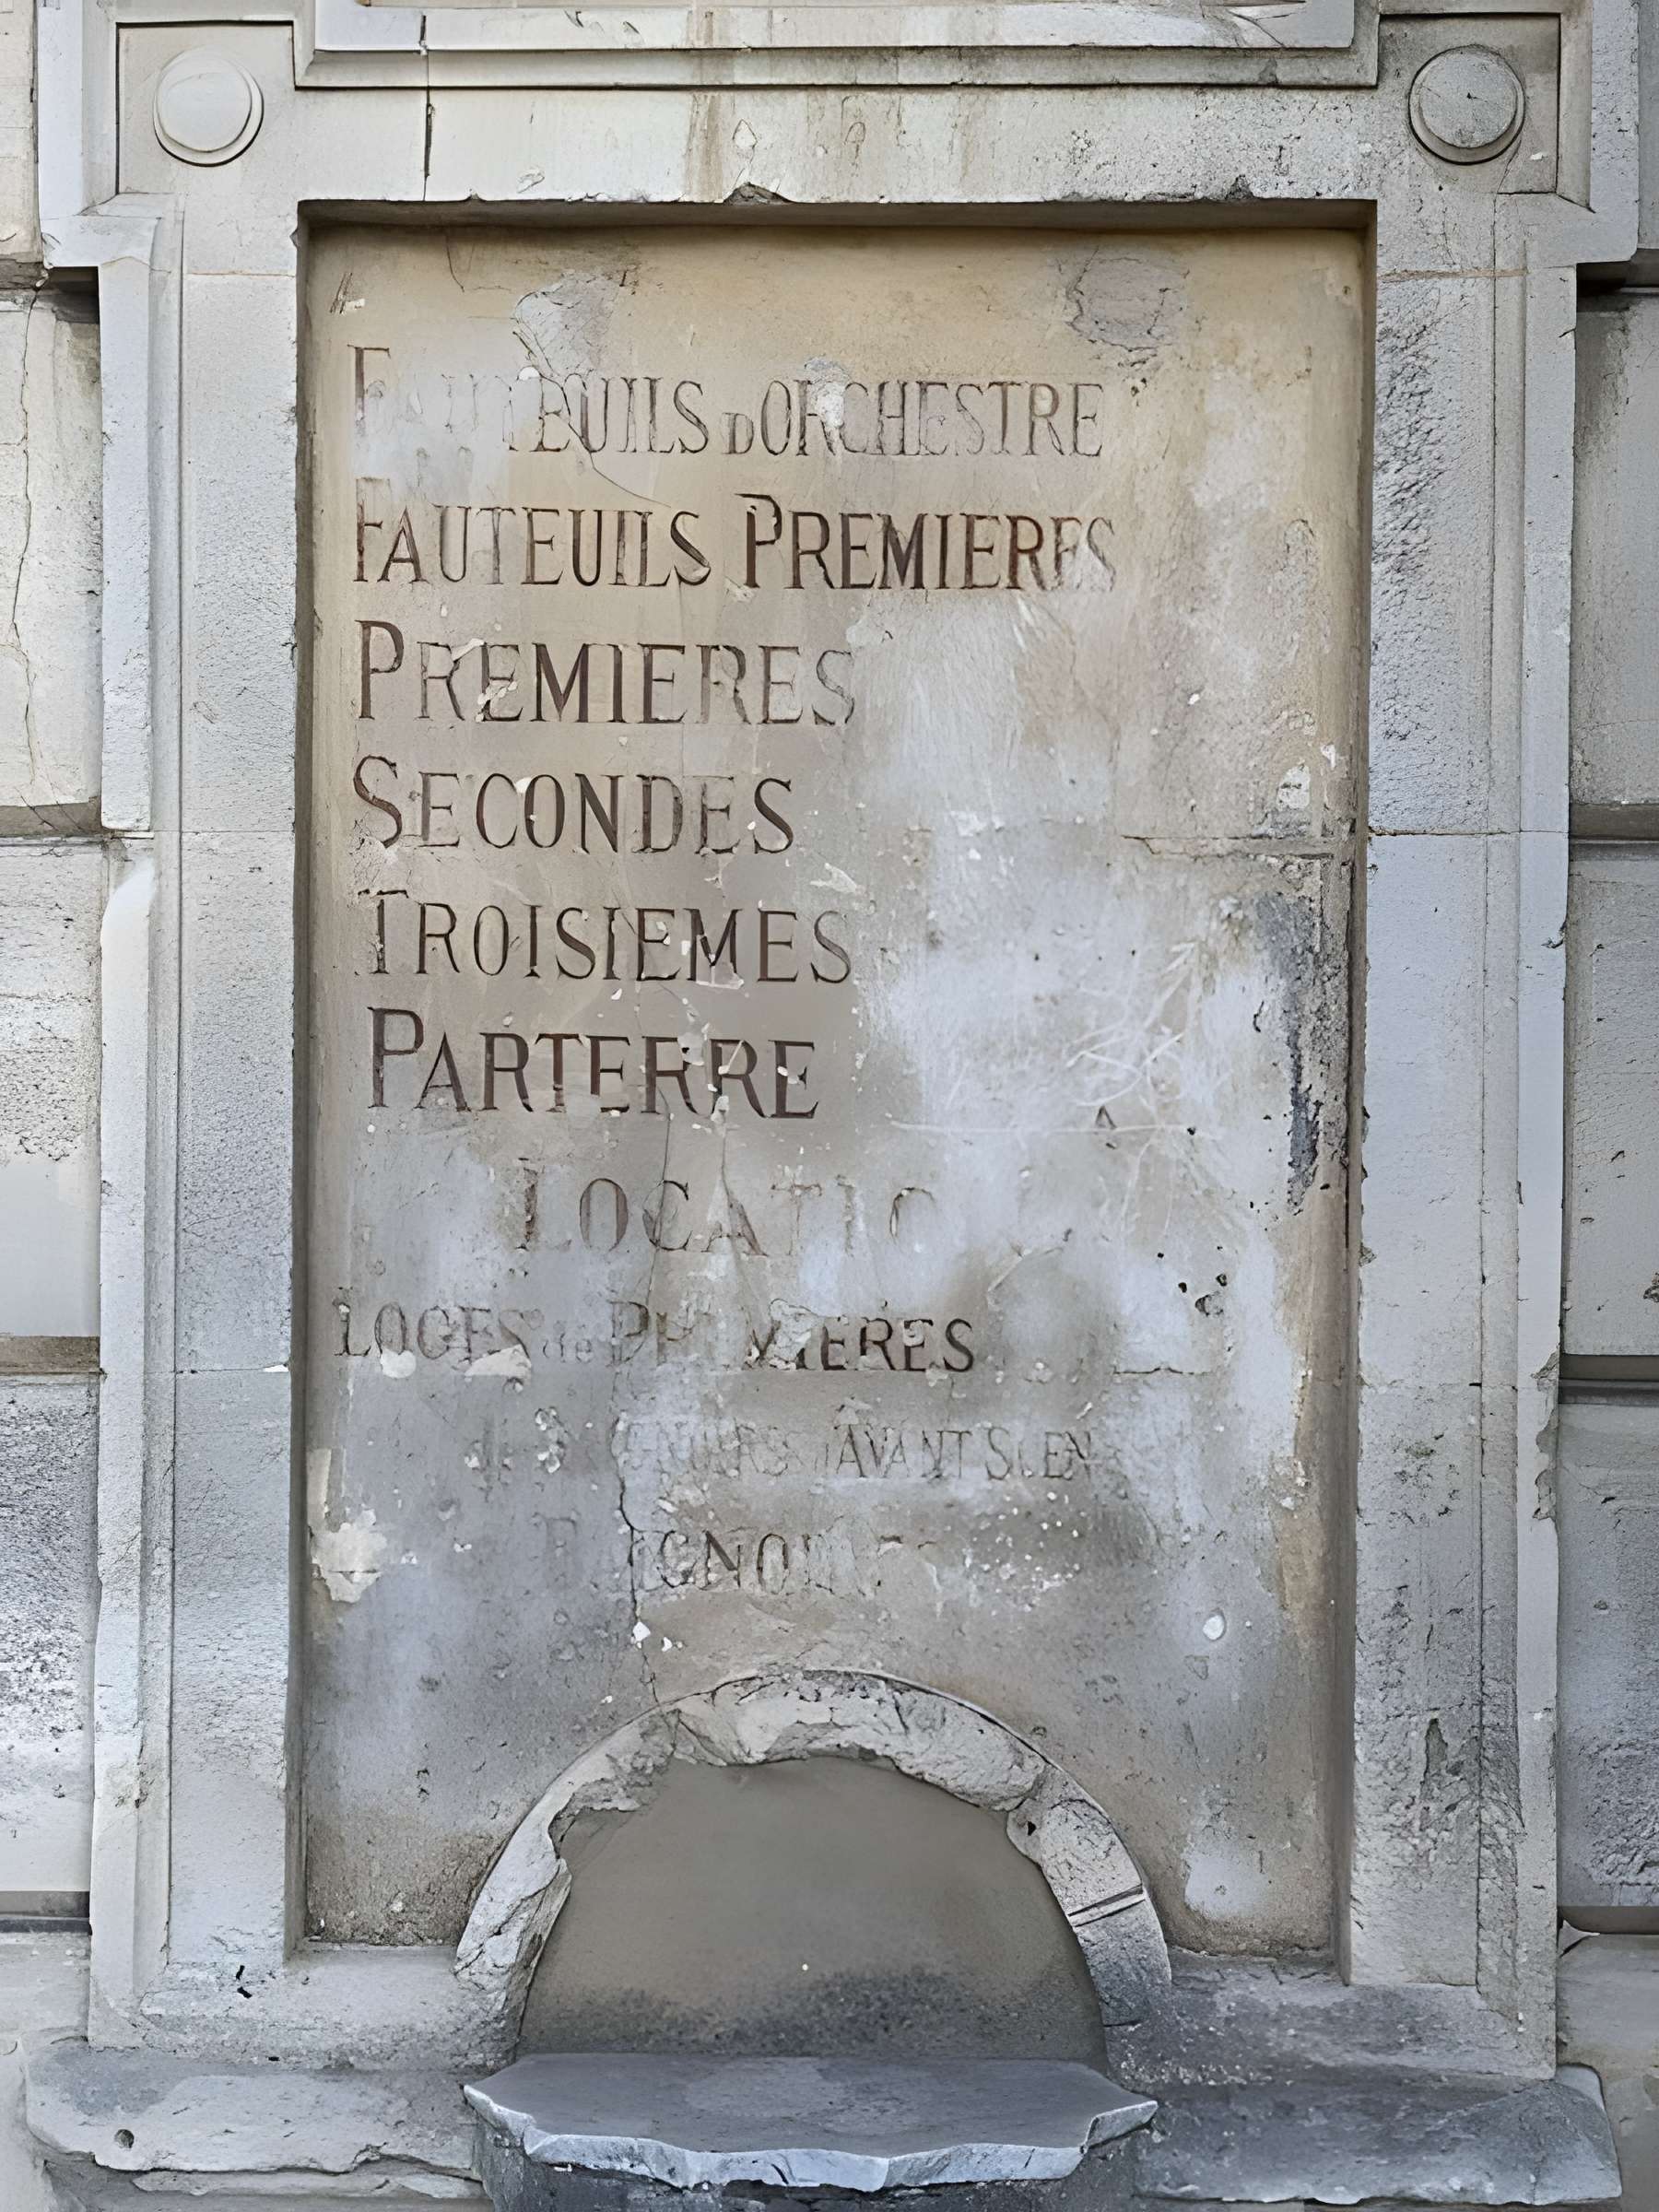 FAUTEUILS D'ORCHESTRE
FAUTEUILS PREMIERES
PREMIERES
SECONDES
TROISIEMES
PARTERRE
LOCATIO
LOGES de PREMIERES
AVANT SCEN